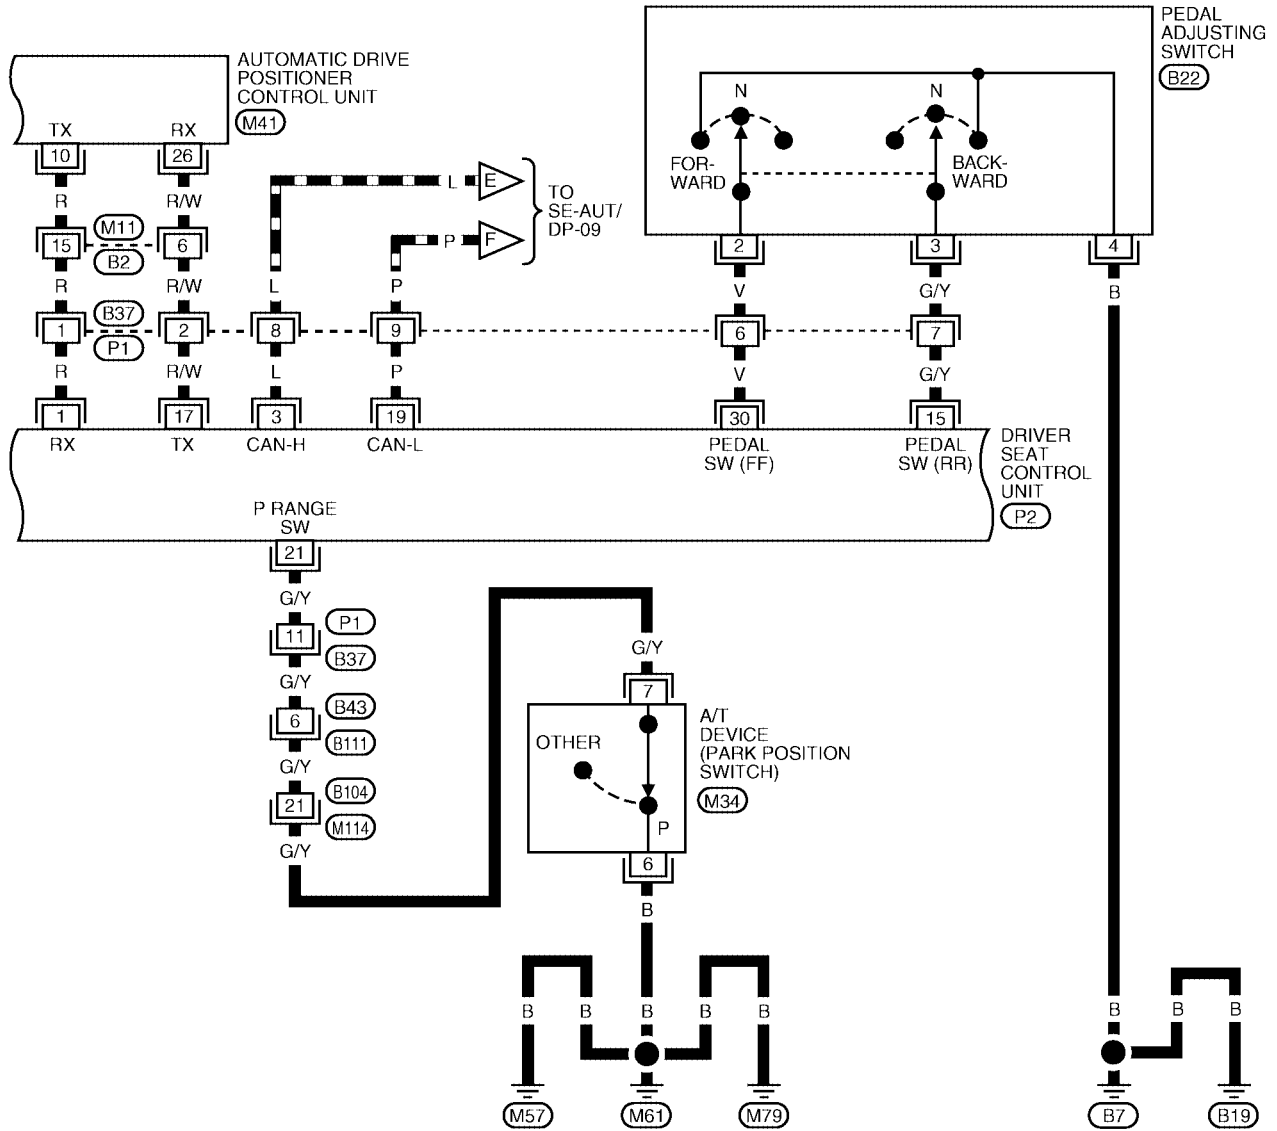 PEDAL
ADJUSTING
SWITCH
B22
AUTOMATIC DRIVE
POSITIONER
CONTROL UNIT
M41
TX RX
10 26
R R/W
M11
15 6
B2
R R/W
B37
1 2
P1
R R/W
1 17
RX TX
L E
P F
TO
SE-AUT/
DP-09
L P
8 9
L P
3 19
CAN-H CAN-L
N N
FOR-
WARD
BACK-
WARD
2 3 4
V G/Y B
6 7
V G/Y
30 15
PEDAL
SW (FF)
PEDAL
SW (RR)
DRIVER
SEAT
CONTROL
UNIT
P2
P RANGE
SW
21
G/Y
P1
11
B37
G/Y
B43
6
B111
G/Y
B104
21
M114
G/Y
G/Y
7
A/T
DEVICE
(PARK POSITION
SWITCH)
M34
OTHER
P
6
B
B B B B B
M57 M61 M79
B B B
B7 B19